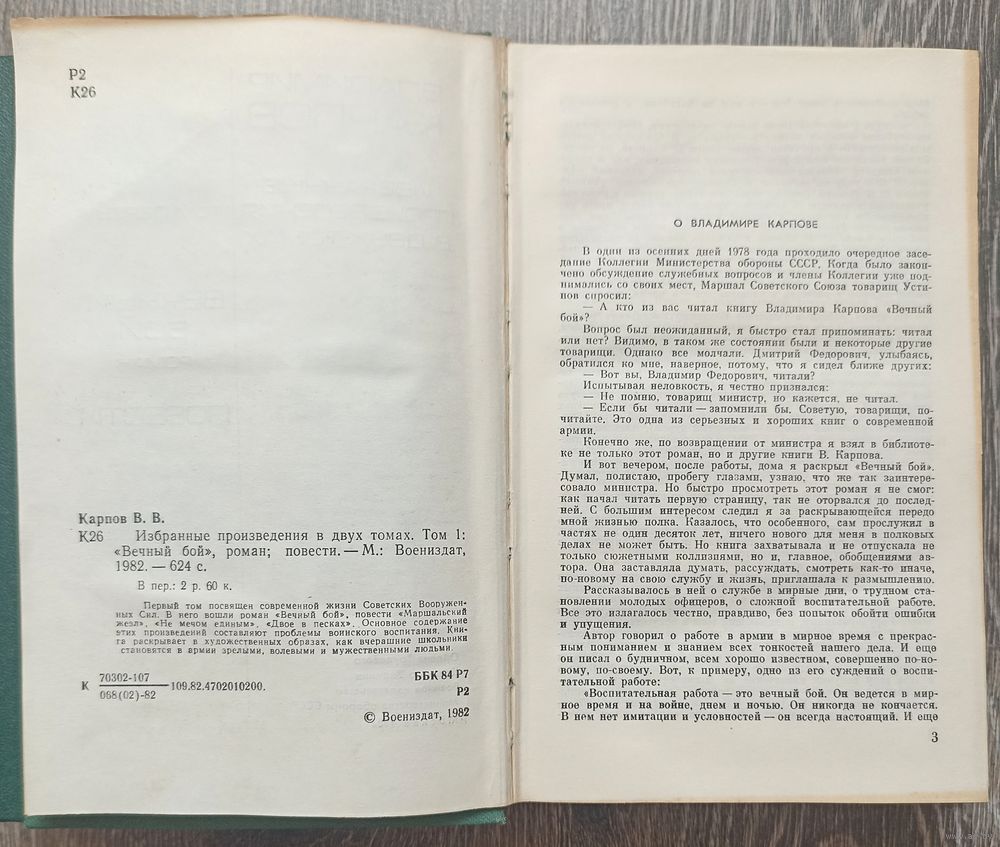 Р2
К26
Карпов В. В.
К26 Избранные произведения в двух томах. Том 1:
«Вечный бой», роман; повести. — М.: Воениздат,
1982. — 624 с.
В пер.: 2 р. 60 к.
Первый том посвящен современной жизни Советских Вооружен-
ных Сил. В него вошли роман «Вечный бой», повести «Маршальский
жезл», «Не мечом единым», «Двое в песках». Основное содержание
этих произведений составляют проблемы воинского воспитания. Кни-
га раскрывает в художественных образах, как вчерашние школьники
становятся в армии зрелыми, волевыми и мужественными людьми.
К 70302-107
068(02)-82 109.82.4702010200.
ББК 84 Р7
Р2
© Воениздат, 1982
О ВЛАДИМИРЕ КАРПОВЕ
В один из осенних дней 1978 года проходило очередное засе-
дание Коллегии Министерства обороны СССР. Когда было закон-
чено обсуждение служебных вопросов и члены Коллегии уже под-
нимались со своих мест, Маршал Советского Союза товарищ Усти-
нов спросил:
— А кто из вас читал книгу Владимира Карпова «Вечный
бой»?
Вопрос был неожиданный, я быстро стал припоминать: читал
или нет? Видимо, в таком же состоянии были и некоторые другие
товарищи. Однако все молчали. Дмитрий Федорович, улыбаясь,
обратился ко мне, наверное, потому, что я сидел ближе других:
— Вот вы, Владимир Федорович, читали?
Испытывая неловкость, я честно признался:
— Не помню, товарищ министр, но кажется, не читал.
— Если бы читали — запомнили бы. Советую, товарищи, по-
читайте. Это одна из серьезных и хороших книг о современной
армии.
Конечно же, по возвращении от министра я взял в библиоте-
ке не только этот роман, но и другие книги В. Карпова.
И вот вечером, после работы, дома я раскрыл «Вечный бой».
Думал, полистаю, пробегу глазами, узнаю, что же так заинтере-
совало министра. Но быстро просмотреть этот роман я не смог:
как начал читать первую страницу, так не оторвался до послед-
ней. С большим интересом следил я за раскрывающейся передо
мной жизнью полка. Казалось, что особенного, сам прослужил в
частях не один десяток лет, ничего нового для меня в полковых
делах не может быть. Но книга захватывала и не отпускала не
только сюжетными коллизиями, но и, главное, обобщениями ав-
тора. Она заставляла думать, рассуждать, смотреть как-то иначе,
по-новому на свою службу и жизнь, приглашала к размышлению.
Рассказывалось в ней о службе в мирные дни, о трудном ста-
новлении молодых офицеров, о сложной воспитательной работе.
Все это излагалось честно, правдиво, без попыток обойти ошибки
и упущения.
Автор говорил о работе в армии в мирное время с прекрас-
ным пониманием и знанием всех тонкостей нашего дела. И еще
он писал о будничном, всем хорошо известном, совершенно по-но-
вому, по-своему. Вот, к примеру, одно из его суждений о воспи-
тательной работе:
«Воспитательная работа — это вечный бой. Он ведется в мир-
ное время и на войне, днем и ночью. Он никогда не кончается.
В нем нет имитации и условностей — он всегда настоящий. И еще
3